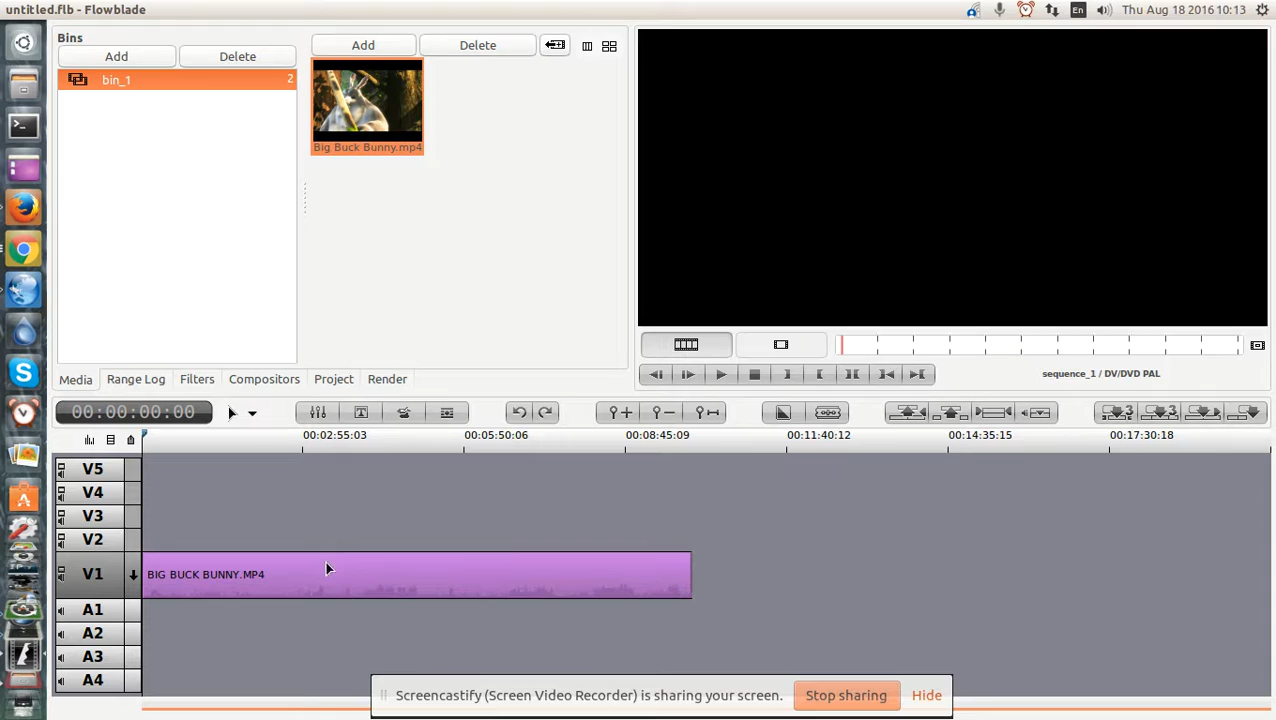 untitled.flb - Flowblade
En
Thu Aug 18 2016 10:13
Bins
Add
Delete
Add
Delete
bin_1
2
Big Buck Bunny.mp4
Media
Range Log
Filters
Compositors
Project
Render
sequence_1 / DV/DVD PAL
00:00:00:00
3
3
00:02:55:03
00:05:50:06
00:08:45:09
00:11:40:12
00:14:35:15
00:17:30:18
V5
V4
V3
V2
V1
BIG BUCK BUNNY.MP4
A1
A2
A3
A4
Screencastify (Screen Video Recorder) is sharing your screen.
Stop sharing
Hide